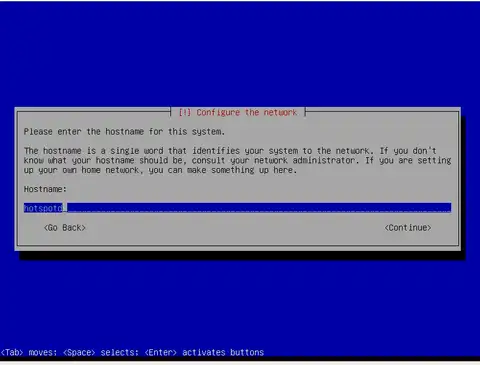 [!] Configure the network
Please enter the hostname for this system.
The hostname is a single word that identifies your system to the network. If you don't
know what your hostname should be, consult your network administrator. If you are setting
up your own home network, you can make something up here.
Hostname:
hotspotd
<Go Back> <Continue>
<Tab> moves; <Space> selects; <Enter> activates buttons